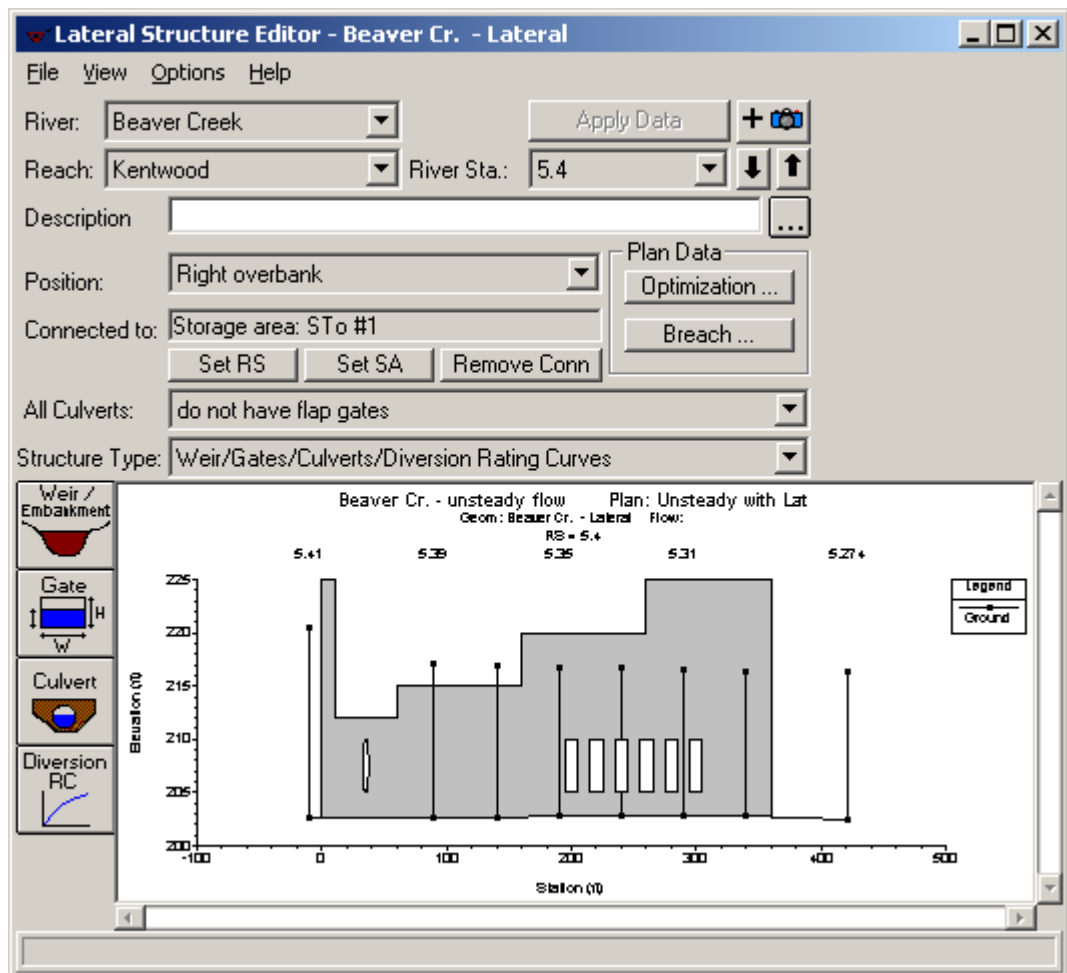 Lateral Structure Editor - Beaver Cr. - Lateral
File View Options Help
River: Beaver Creek Apply Data +
Reach: Kentwood River Sta.: 5.4
Description ...
Plan Data
Position: Right overbank Optimization ...
Connected to: Storage area: STo #1 Breach ...
Set RS Set SA Remove Conn
All Culverts: do not have flap gates
Structure Type: Weir/Gates/Culverts/Diversion Rating Curves
Weir / Embankment
Gate
H
W
Culvert
Diversion RC
Beaver Cr. - unsteady flow Plan: Unsteady with Lat
Geom: Beaver Cr. - Lateral Flow:
RS = 5.4
5.41 5.39 5.35 5.31 5.274
225
220
215
210
205
200
Elevation (ft)
-100 0 100 200 300 400 500
Station (ft)
Legend
Ground